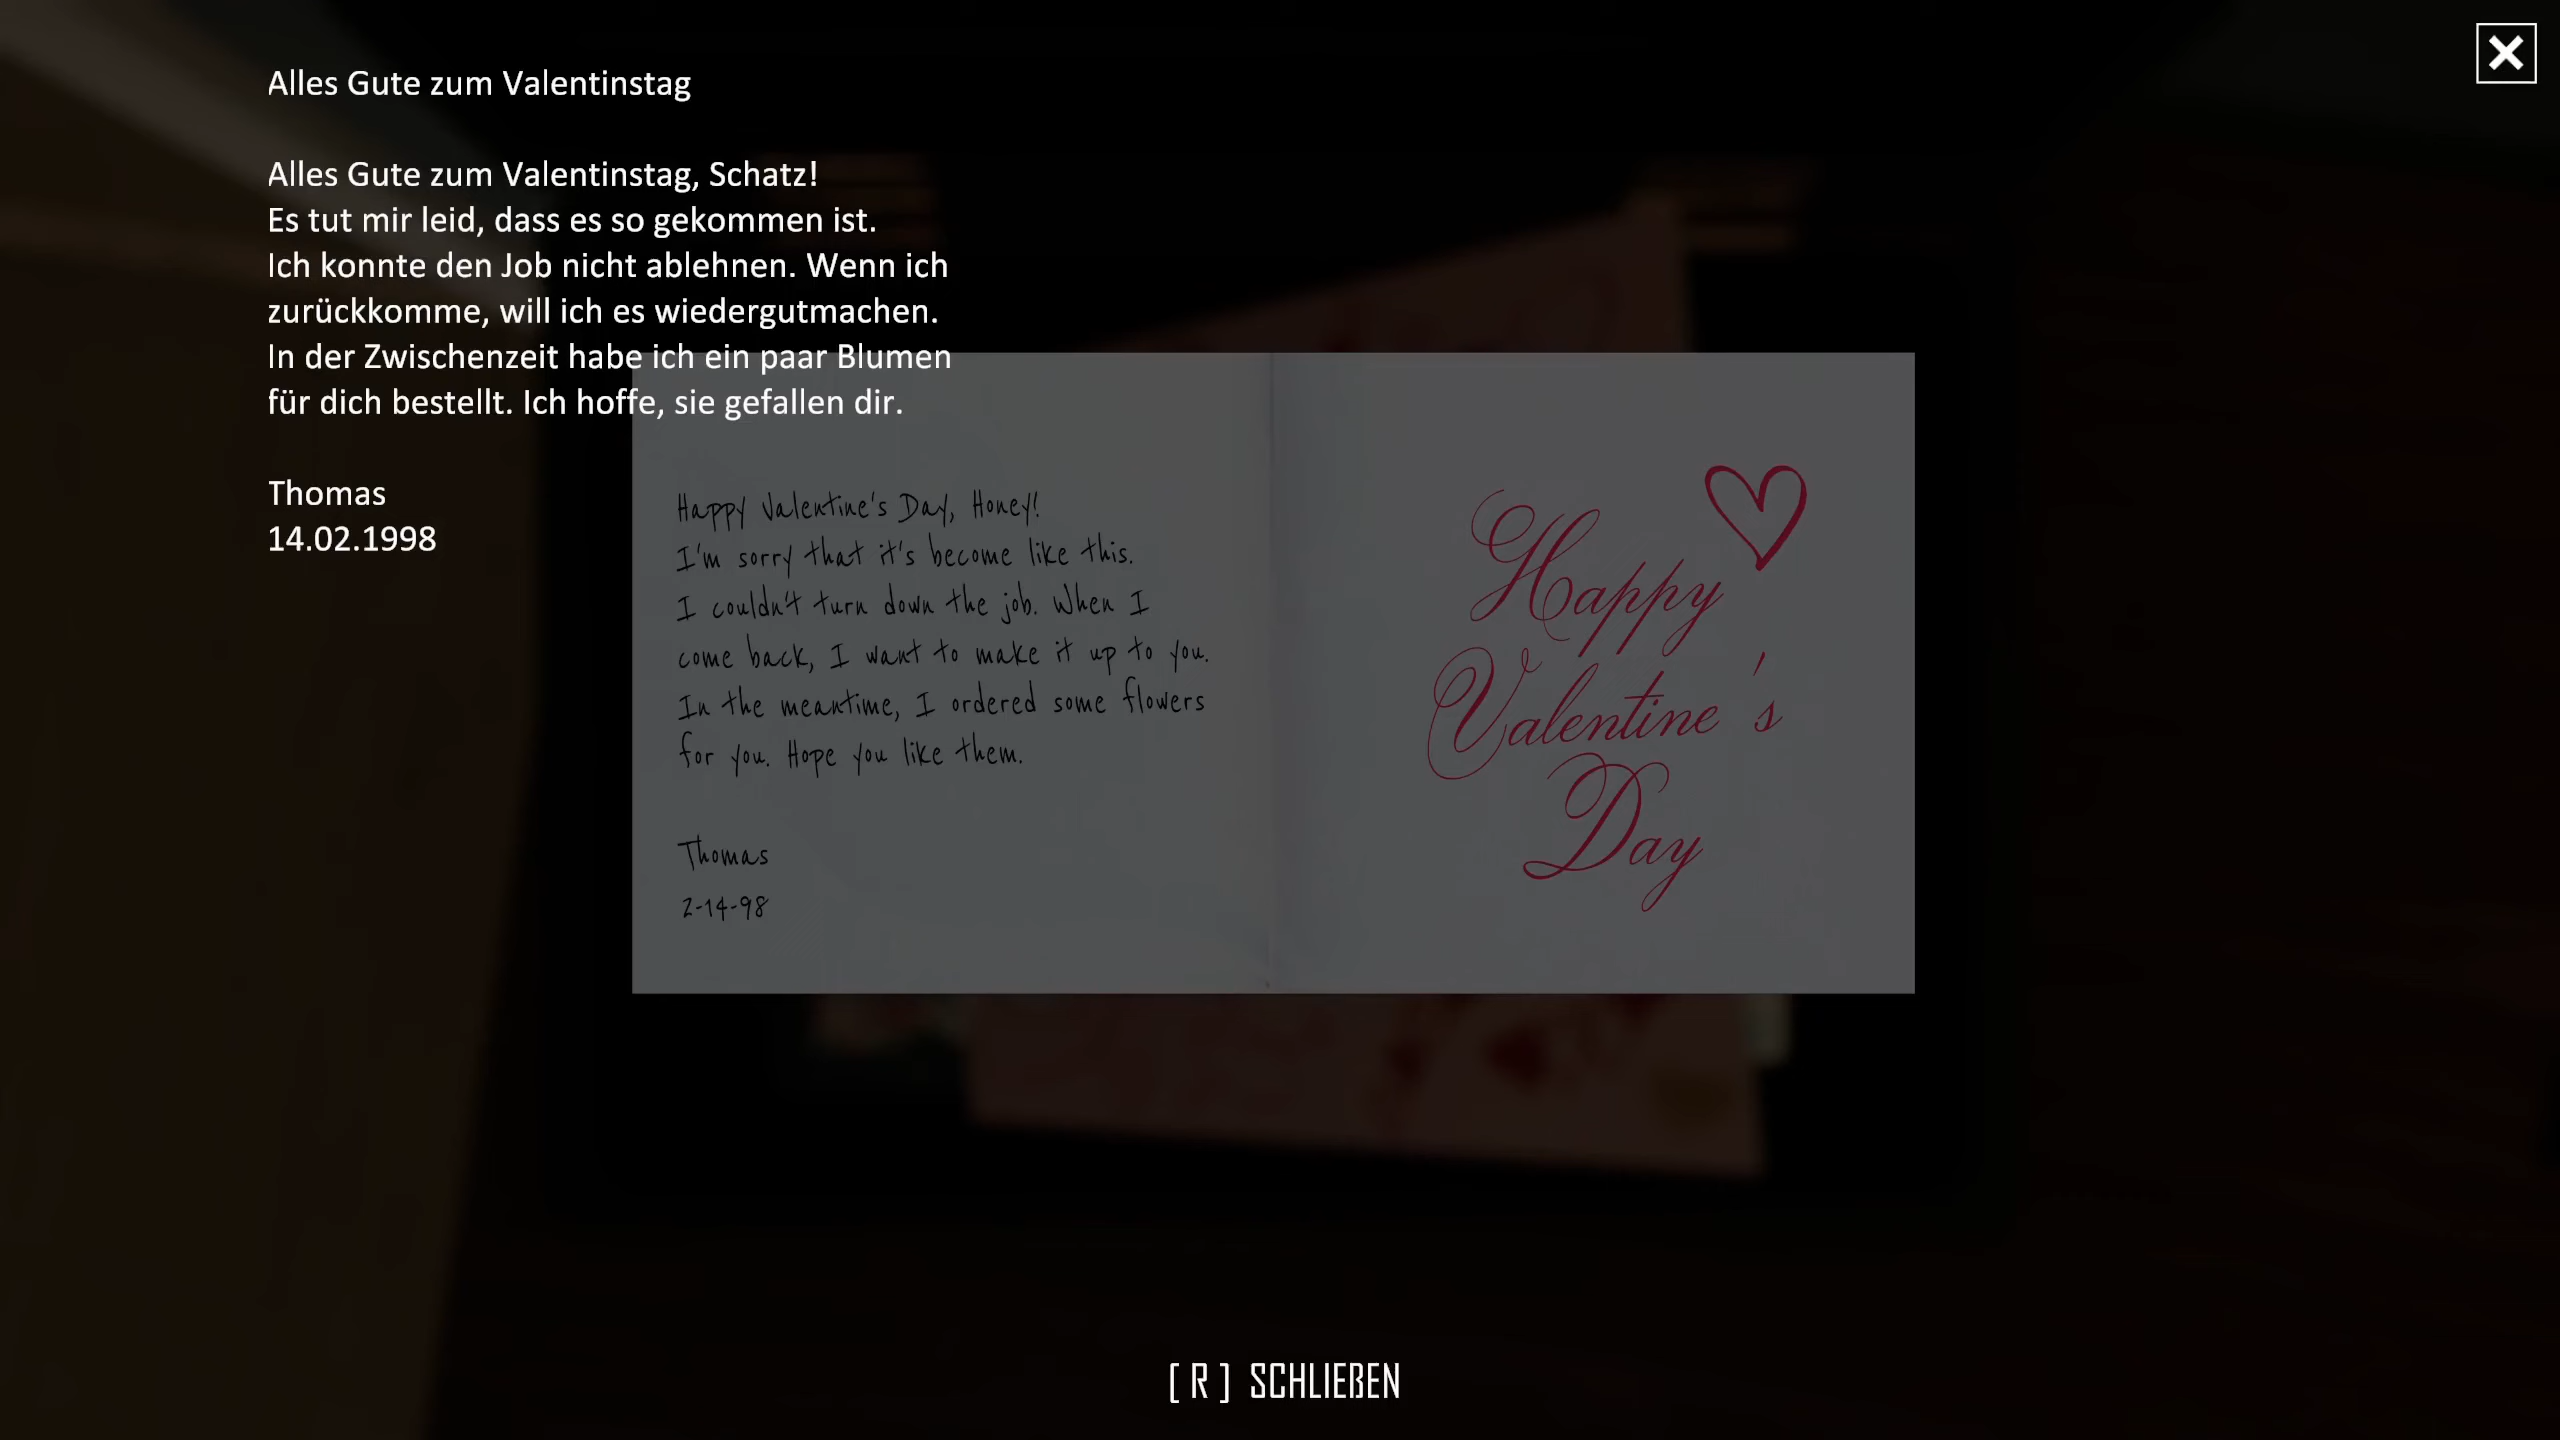 Alles Gute zum Valentinstag
Alles Gute zum Valentinstag, Schatz!
Es tut mir leid, dass es so gekommen ist.
Ich konnte den Job nicht ablehnen. Wenn ich
zurückkomme, will ich es wiedergutmachen.
In der Zwischenzeit habe ich ein paar Blumen
für dich bestellt. Ich hoffe, sie gefallen dir.
Thomas
14.02.1998
Happy Valentine's Day, Honey!
I'm sorry that it's become like this.
I couldn't turn down the job. When I
come back, I want to make it up to you.
In the meantime, I ordered some flowers
for you. Hope you like them.
Thomas
2-14-98
Happy
Valentine's
Day
[ R ] SCHLIEßEN